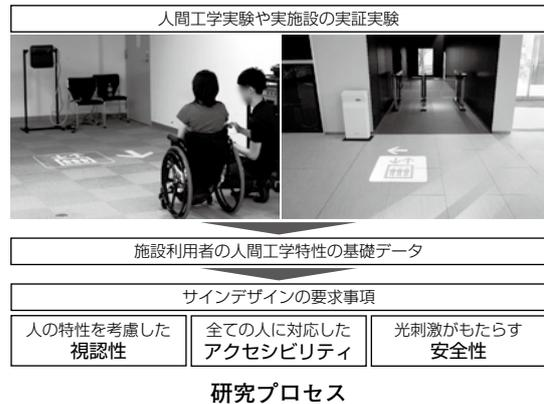 人間工学実験や実施設の実証実験
施設利用者の人間工学特性の基礎データ
サインデザインの要求事項
人の特性を考慮した
視認性
全ての人に対応した
アクセシビリティ
光刺激がもたらす
安全性
研究プロセス